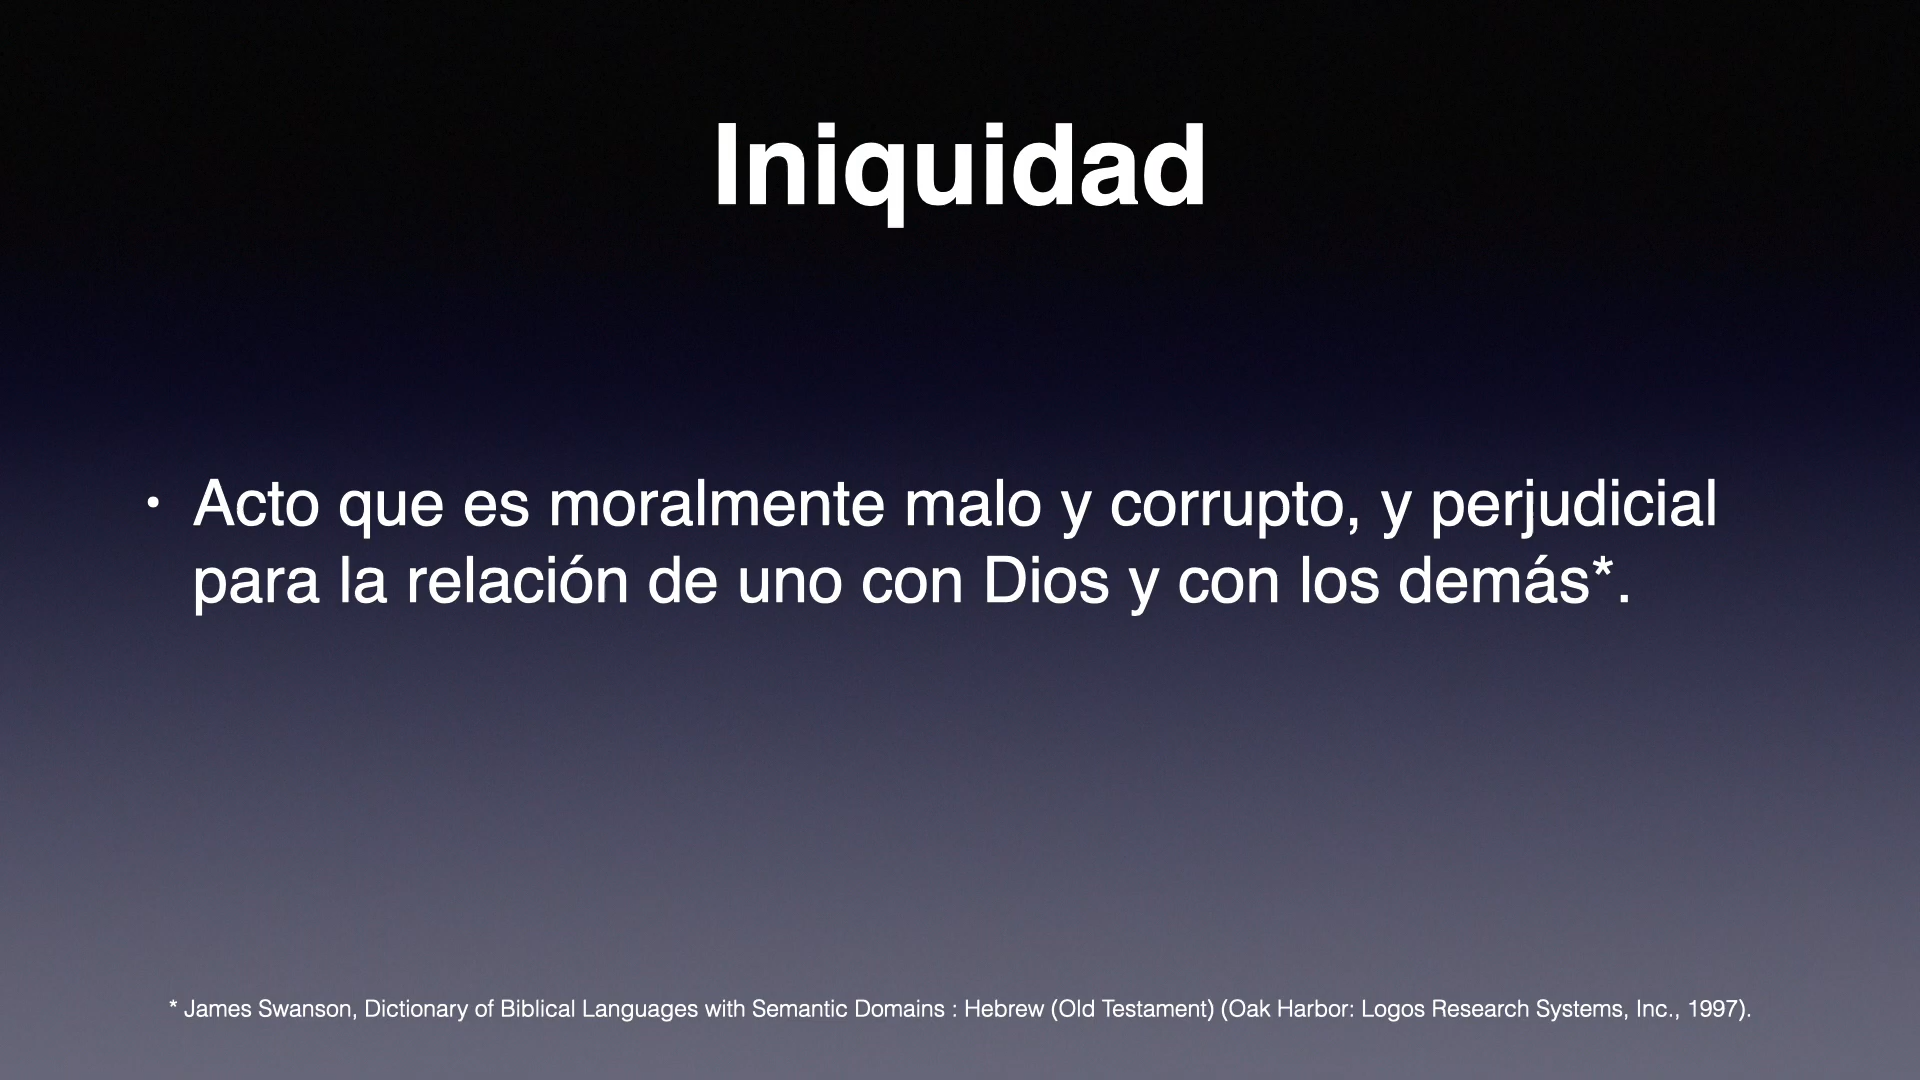 Iniquidad
• Acto que es moralmente malo y corrupto, y perjudicial
para la relación de uno con Dios y con los demás*.
* James Swanson, Dictionary of Biblical Languages with Semantic Domains : Hebrew (Old Testament) (Oak Harbor: Logos Research Systems, Inc., 1997).